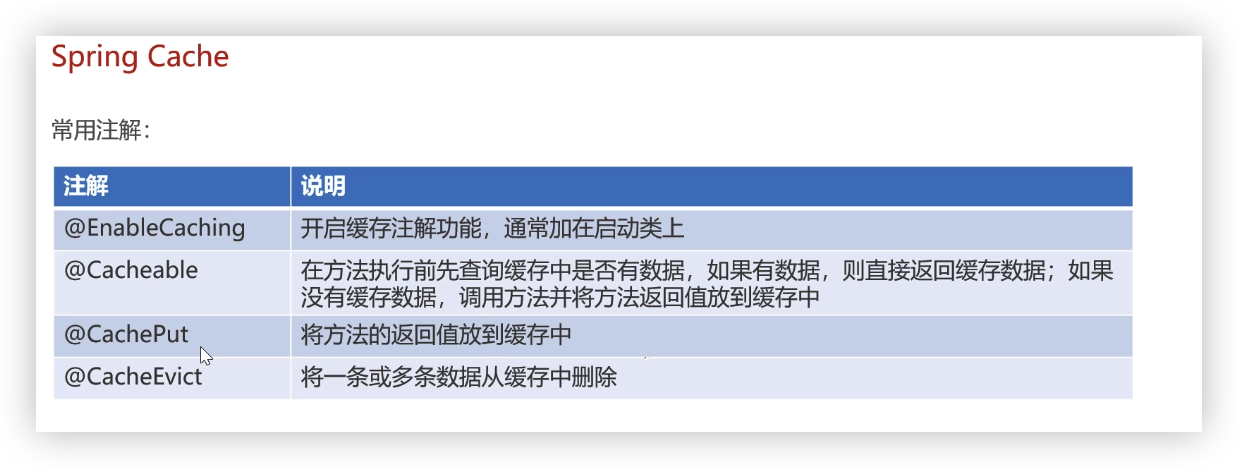 Spring Cache
常用注解：
注解 说明
@EnableCaching 开启缓存注解功能，通常加在启动类上
@Cacheable 在方法执行前先查询缓存中是否有数据，如果有数据，则直接返回缓存数据；如果
没有缓存数据，调用方法并将方法返回值放到缓存中
@CachePut 将方法的返回值放到缓存中
@CacheEvict 将一条或多条数据从缓存中删除